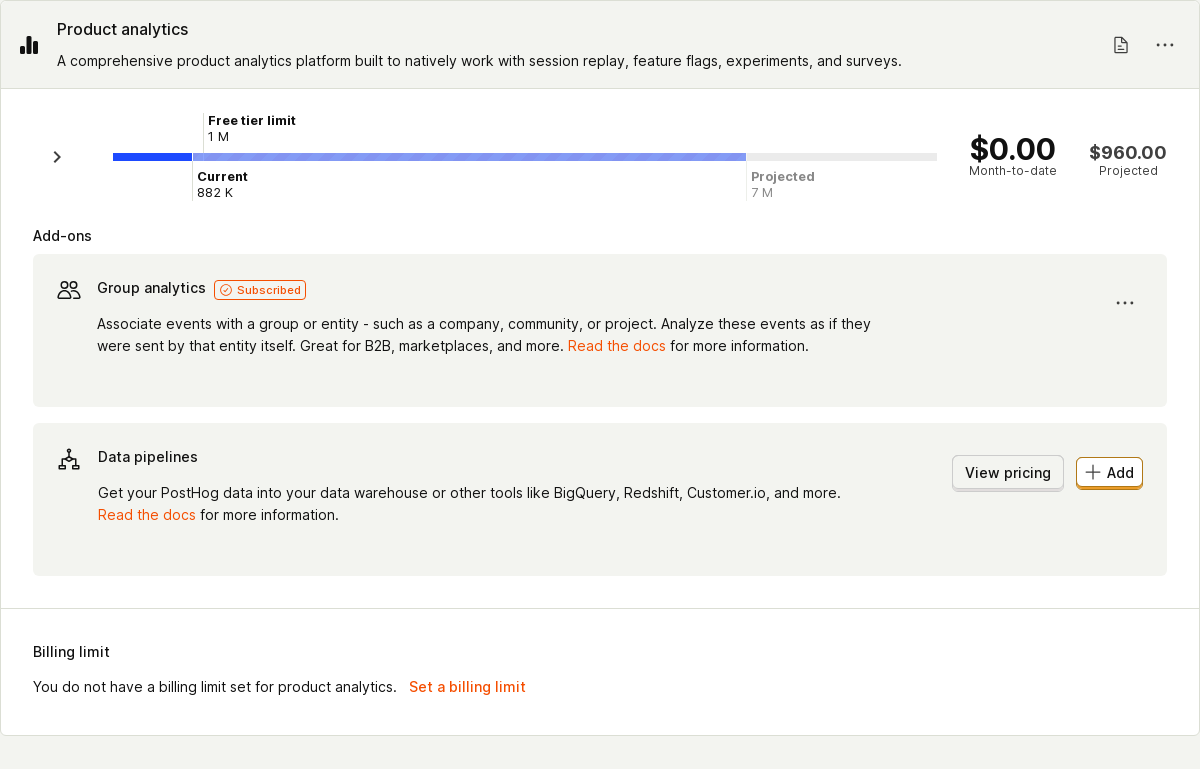 Product analytics
A comprehensive product analytics platform built to natively work with session replay, feature flags, experiments, and surveys.
Free tier limit
1 M
Current
882 K
Projected
7 M
$0.00
Month-to-date
$960.00
Projected
Add-ons
Group analytics Subscribed
Associate events with a group or entity - such as a company, community, or project. Analyze these events as if they
were sent by that entity itself. Great for B2B, marketplaces, and more. Read the docs for more information.
Data pipelines
Get your PostHog data into your data warehouse or other tools like BigQuery, Redshift, Customer.io, and more.
Read the docs for more information.
View pricing
Add
Billing limit
You do not have a billing limit set for product analytics. Set a billing limit